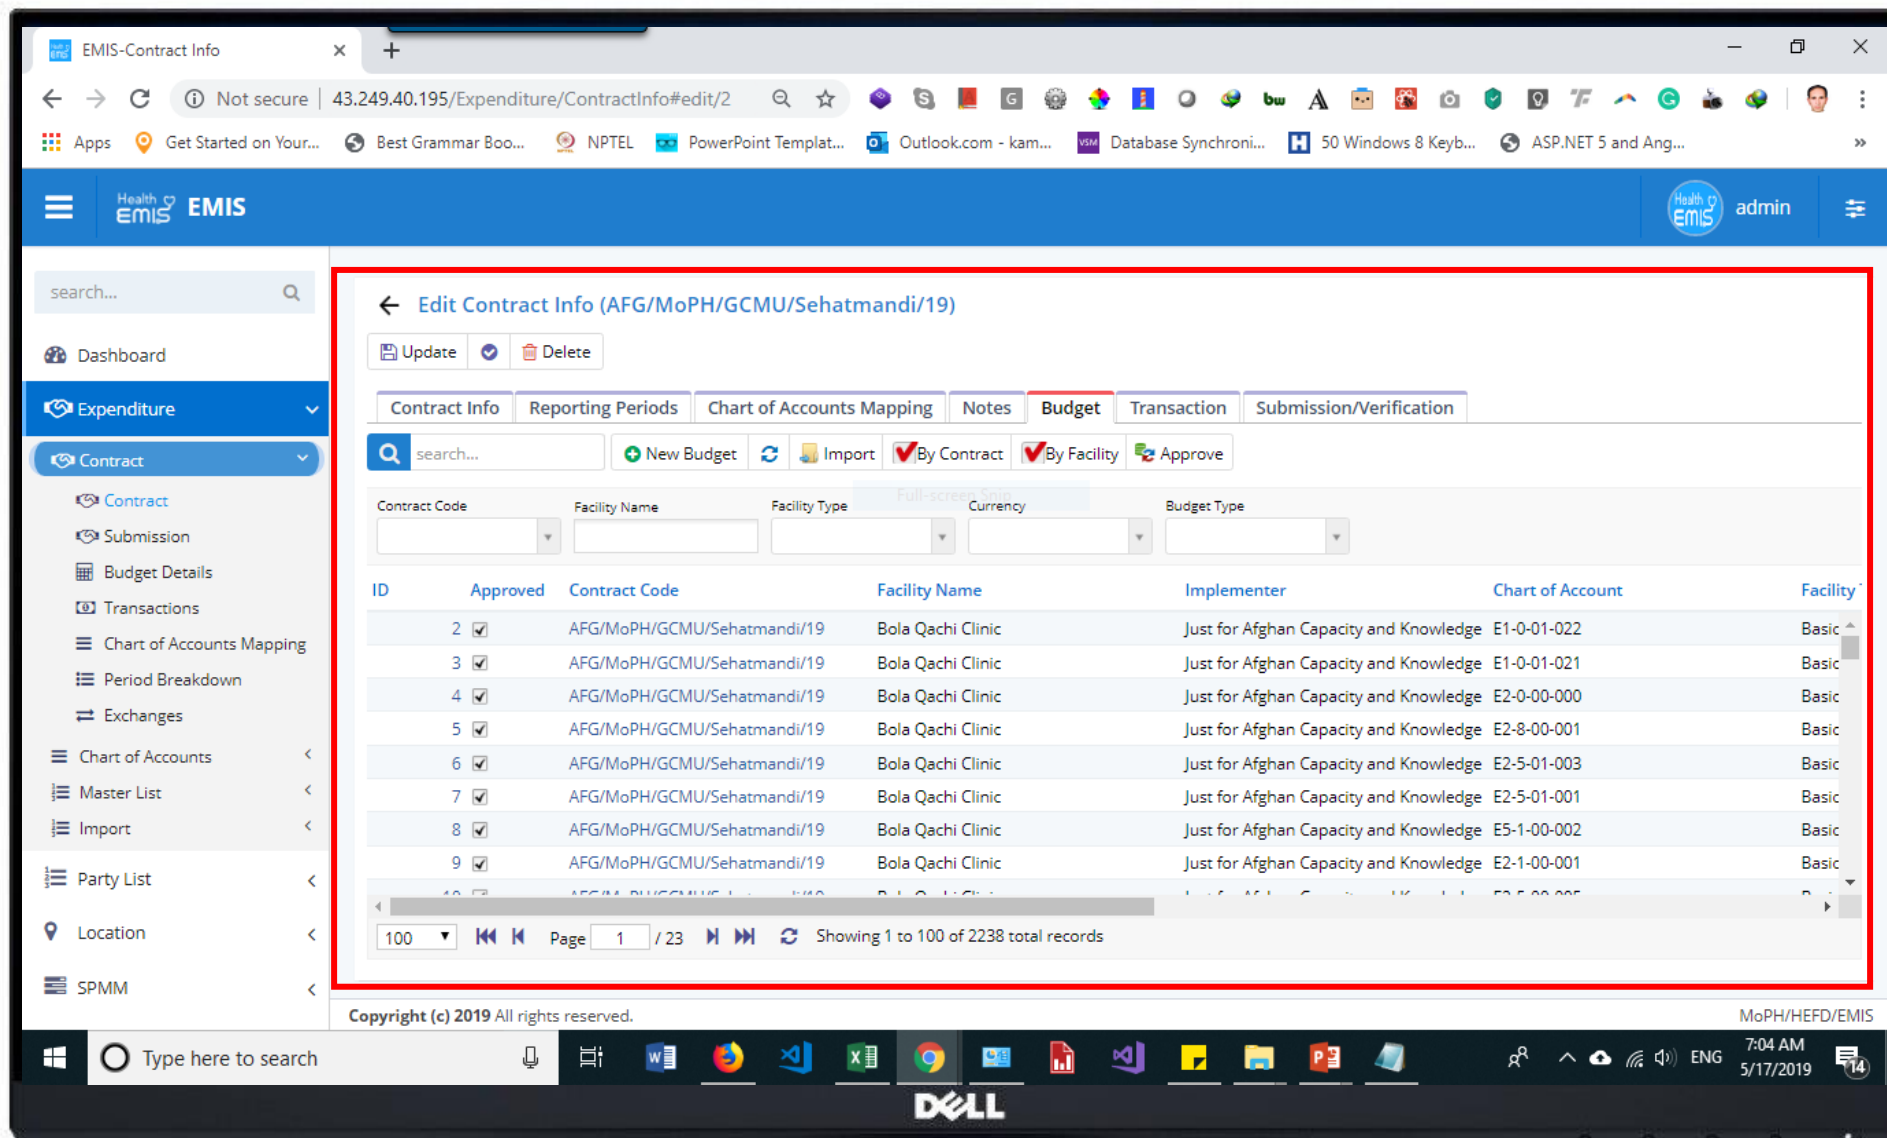 EMIS-Contract Info
Not secure | 43.249.40.195/Expenditure/ContractInfo#edit/2
Apps Get Started on Your... Best Grammar Boo... NPTEL PowerPoint Templat... Outlook.com - kam... Database Synchroni... 50 Windows 8 Keyb... ASP.NET 5 and Ang...
Health Emis EMIS
Health Emis admin
search...
Dashboard
Expenditure
Contract
Contract
Submission
Budget Details
Transactions
Chart of Accounts Mapping
Period Breakdown
Exchanges
Chart of Accounts
Master List
Import
Party List
Location
SPMM
Edit Contract Info (AFG/MoPH/GCMU/Sehatmandi/19)
Update Delete
Contract Info Reporting Periods Chart of Accounts Mapping Notes Budget Transaction Submission/Verification
search... New Budget Import By Contract By Facility Approve
Full-screen Snip
Contract Code Facility Name Facility Type Currency Budget Type
ID Approved Contract Code Facility Name Implementer Chart of Account Facility
2 AFG/MoPH/GCMU/Sehatmandi/19 Bola Qachi Clinic Just for Afghan Capacity and Knowledge E1-0-01-022 Basic
3 AFG/MoPH/GCMU/Sehatmandi/19 Bola Qachi Clinic Just for Afghan Capacity and Knowledge E1-0-01-021 Basic
4 AFG/MoPH/GCMU/Sehatmandi/19 Bola Qachi Clinic Just for Afghan Capacity and Knowledge E2-0-00-000 Basic
5 AFG/MoPH/GCMU/Sehatmandi/19 Bola Qachi Clinic Just for Afghan Capacity and Knowledge E2-8-00-001 Basic
6 AFG/MoPH/GCMU/Sehatmandi/19 Bola Qachi Clinic Just for Afghan Capacity and Knowledge E2-5-01-003 Basic
7 AFG/MoPH/GCMU/Sehatmandi/19 Bola Qachi Clinic Just for Afghan Capacity and Knowledge E2-5-01-001 Basic
8 AFG/MoPH/GCMU/Sehatmandi/19 Bola Qachi Clinic Just for Afghan Capacity and Knowledge E5-1-00-002 Basic
9 AFG/MoPH/GCMU/Sehatmandi/19 Bola Qachi Clinic Just for Afghan Capacity and Knowledge E2-1-00-001 Basic
100 Page 1 / 23 Showing 1 to 100 of 2238 total records
Copyright (c) 2019 All rights reserved. MoPH/HEFD/EMIS
Type here to search
ENG 7:04 AM
5/17/2019
14
DELL